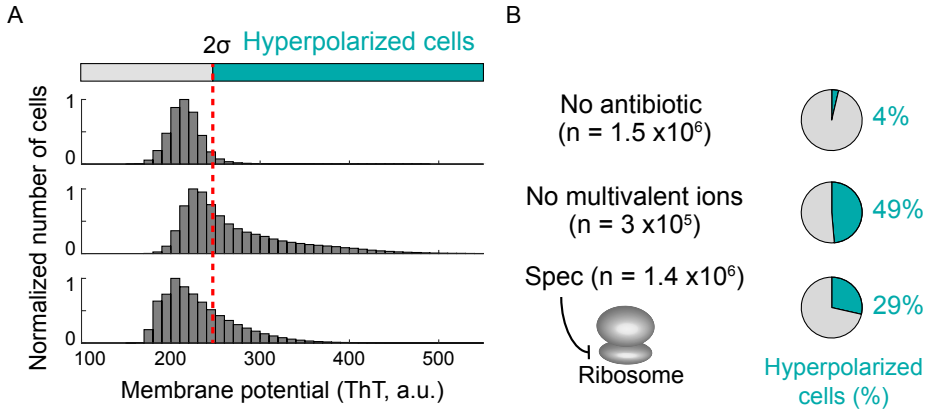 A
B
2σ
Hyperpolarized cells
Normalized number of cells
1
0
1
0
1
0
100
200
300
400
500
Membrane potential (ThT, a.u.)
No antibiotic
(n = 1.5 x10⁶)
4%
No multivalent ions
(n = 3 x10⁵)
49%
Spec (n = 1.4 x10⁶)
29%
Ribosome
Hyperpolarized
cells (%)